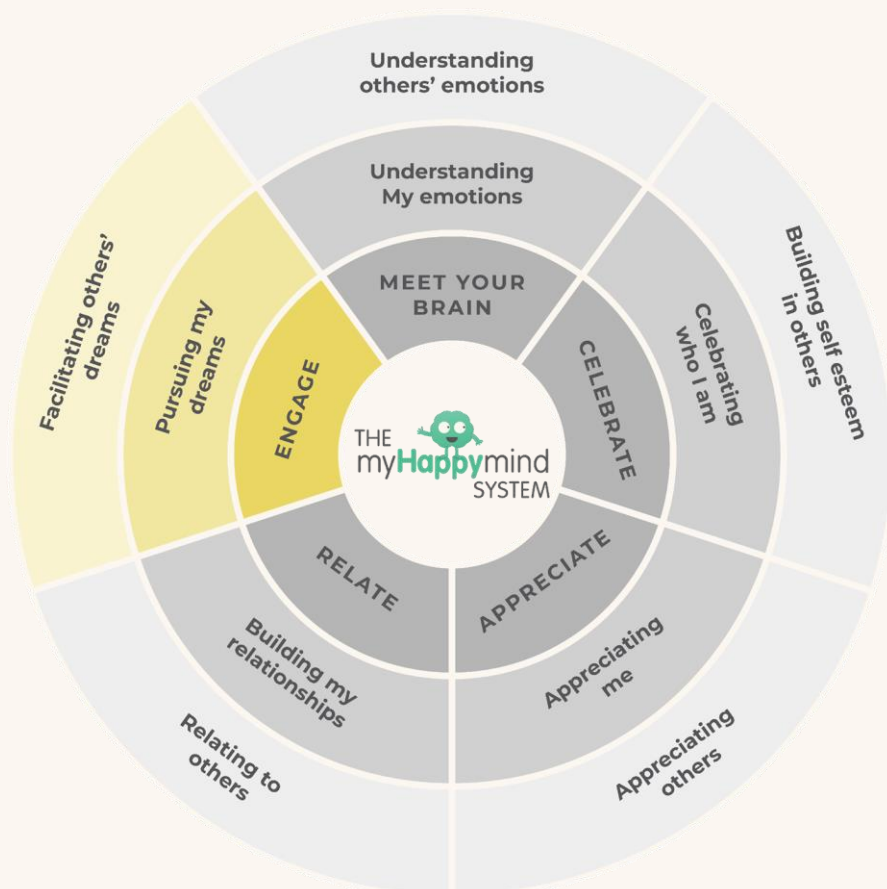 Understanding
others' emotions
Understanding
My emotions
MEET YOUR
BRAIN
Building self esteem
in others
Celebrating
who I am
CELEBRATE
Appreciating
others
Appreciating
me
APPRECIATE
Relating to
others
Building my
relationships
RELATE
Facilitating others'
dreams
Pursuing my
dreams
ENGAGE
THE
myHappymind
SYSTEM